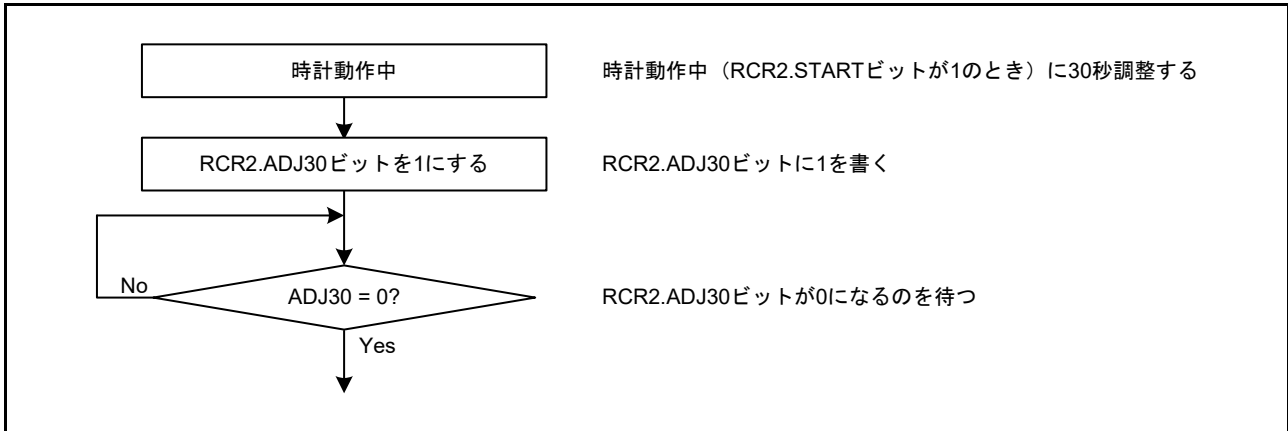 時計動作中
時計動作中（RCR2.STARTビットが1のとき）に30秒調整する
RCR2.ADJ30ビットを1にする
RCR2.ADJ30ビットに1を書く
No
ADJ30 = 0?
RCR2.ADJ30ビットが0になるのを待つ
Yes